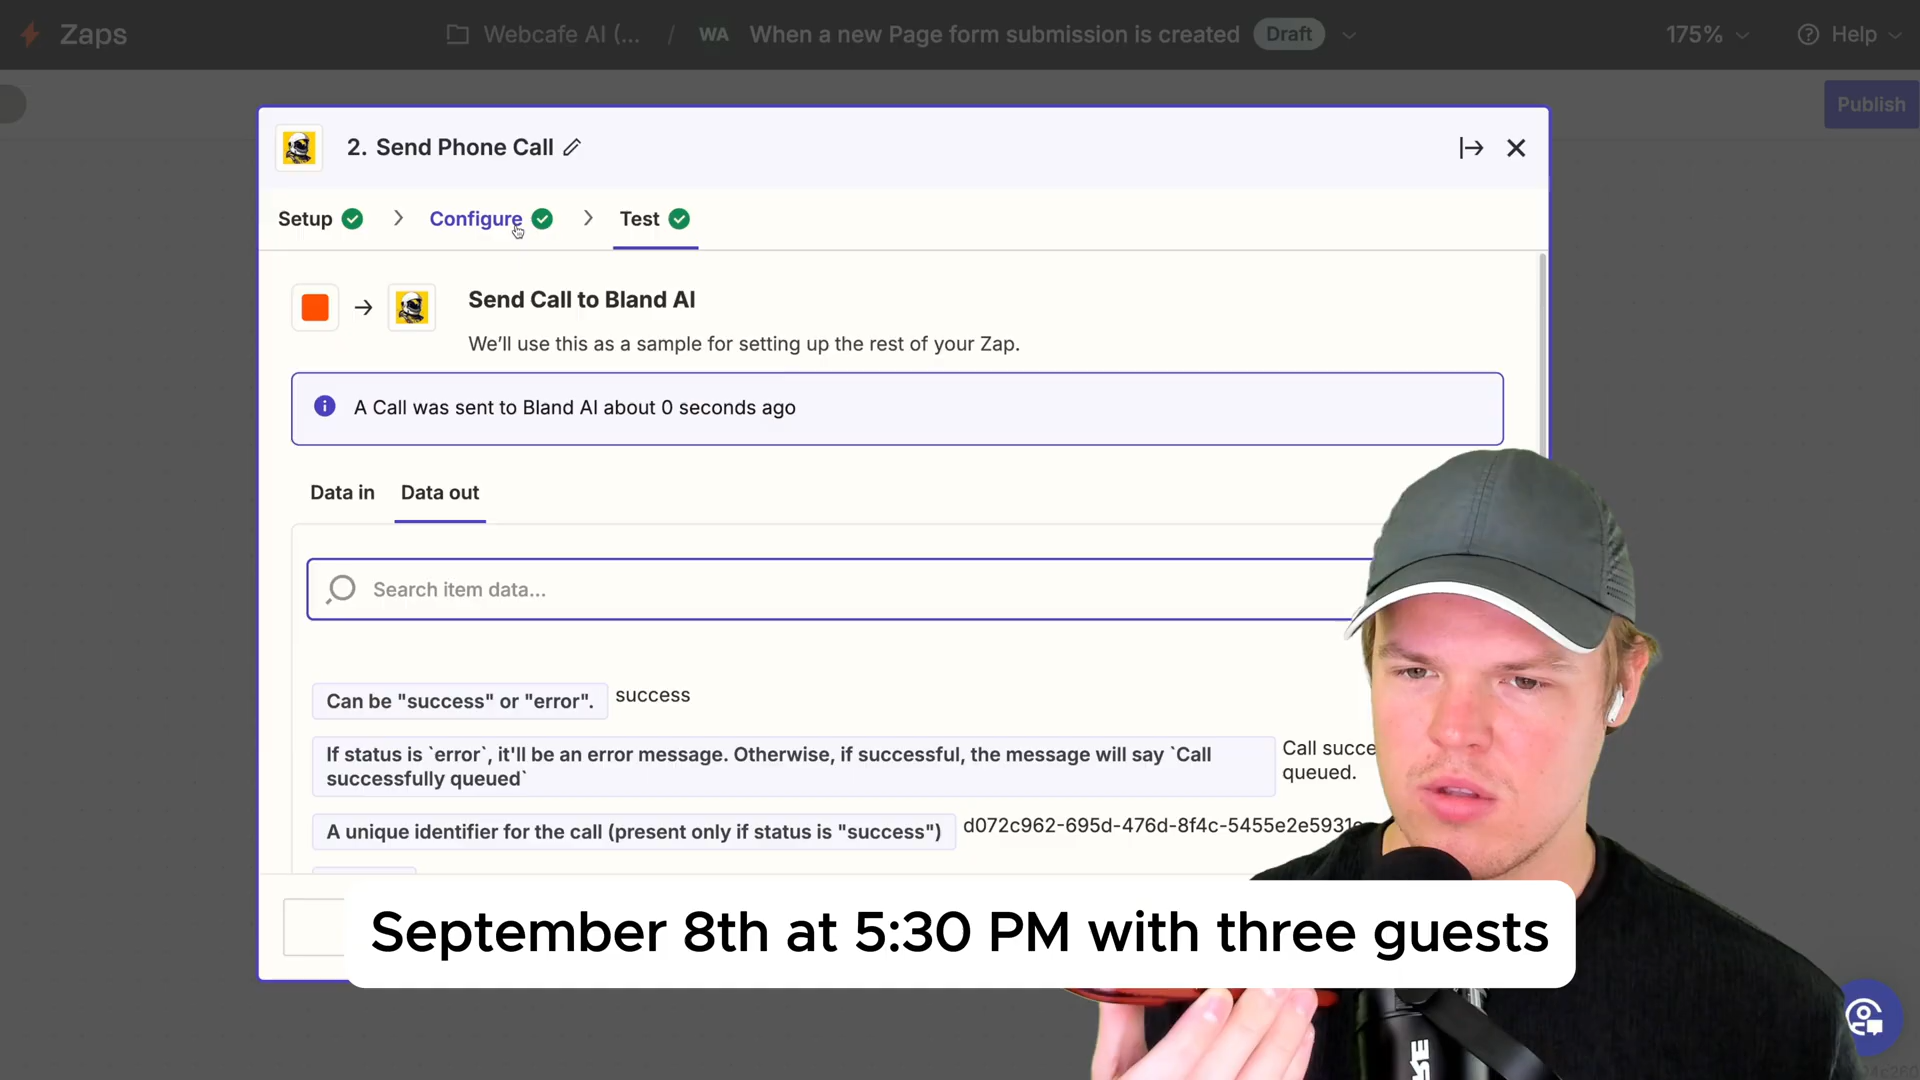 Zaps
Webcafe AI (... / WA When a new Page form submission is created Draft
175% Help
Publish
2. Send Phone Call
Setup > Configure > Test
Send Call to Bland AI
We'll use this as a sample for setting up the rest of your Zap.
A Call was sent to Bland AI about 0 seconds ago
Data in Data out
Search item data...
Can be "success" or "error". success
If status is `error`, it'll be an error message. Otherwise, if successful, the message will say `Call
successfully queued`
Call succe
queued.
A unique identifier for the call (present only if status is "success") d072c962-695d-476d-8f4c-5455e2e5931
September 8th at 5:30 PM with three guests